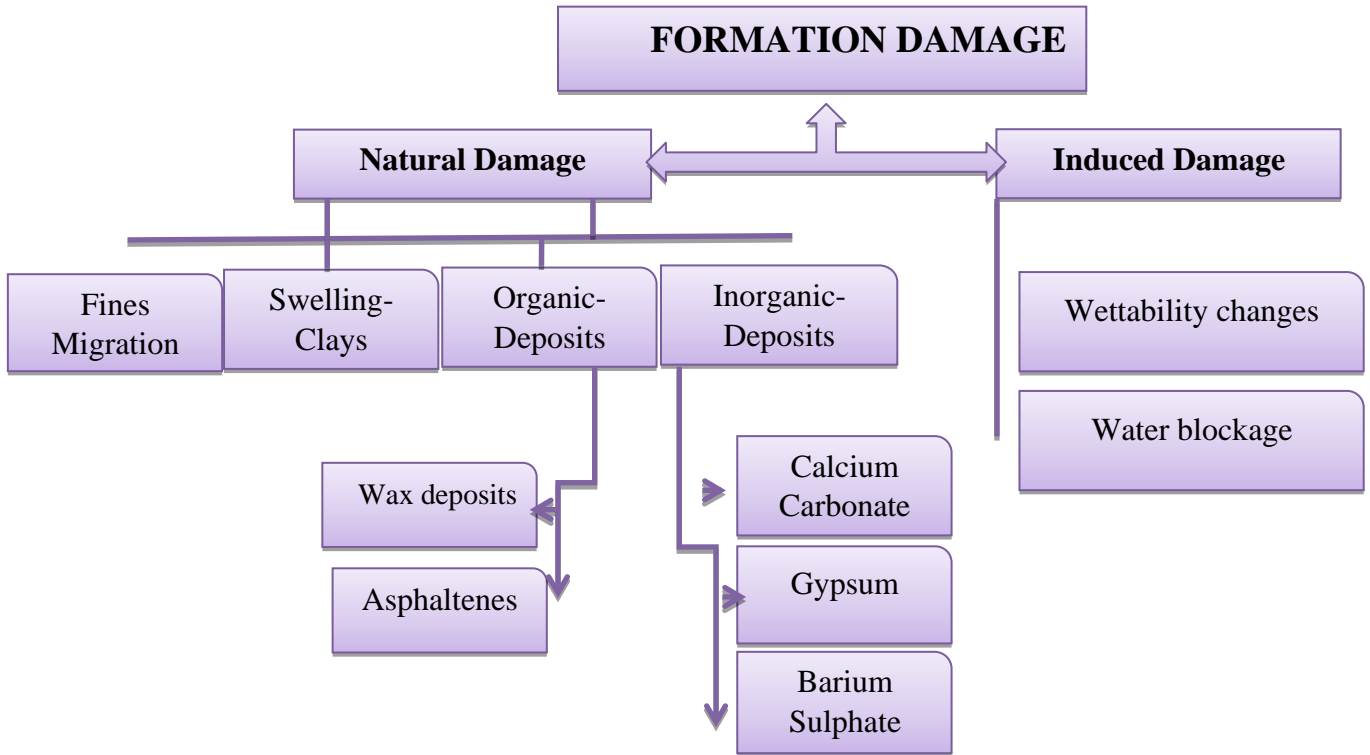 FORMATION DAMAGE
Natural Damage
Induced Damage
Fines
Migration
Swelling-
Clays
Organic-
Deposits
Inorganic-
Deposits
Wettability changes
Water blockage
Wax deposits
Asphaltenes
Calcium
Carbonate
Gypsum
Barium
Sulphate